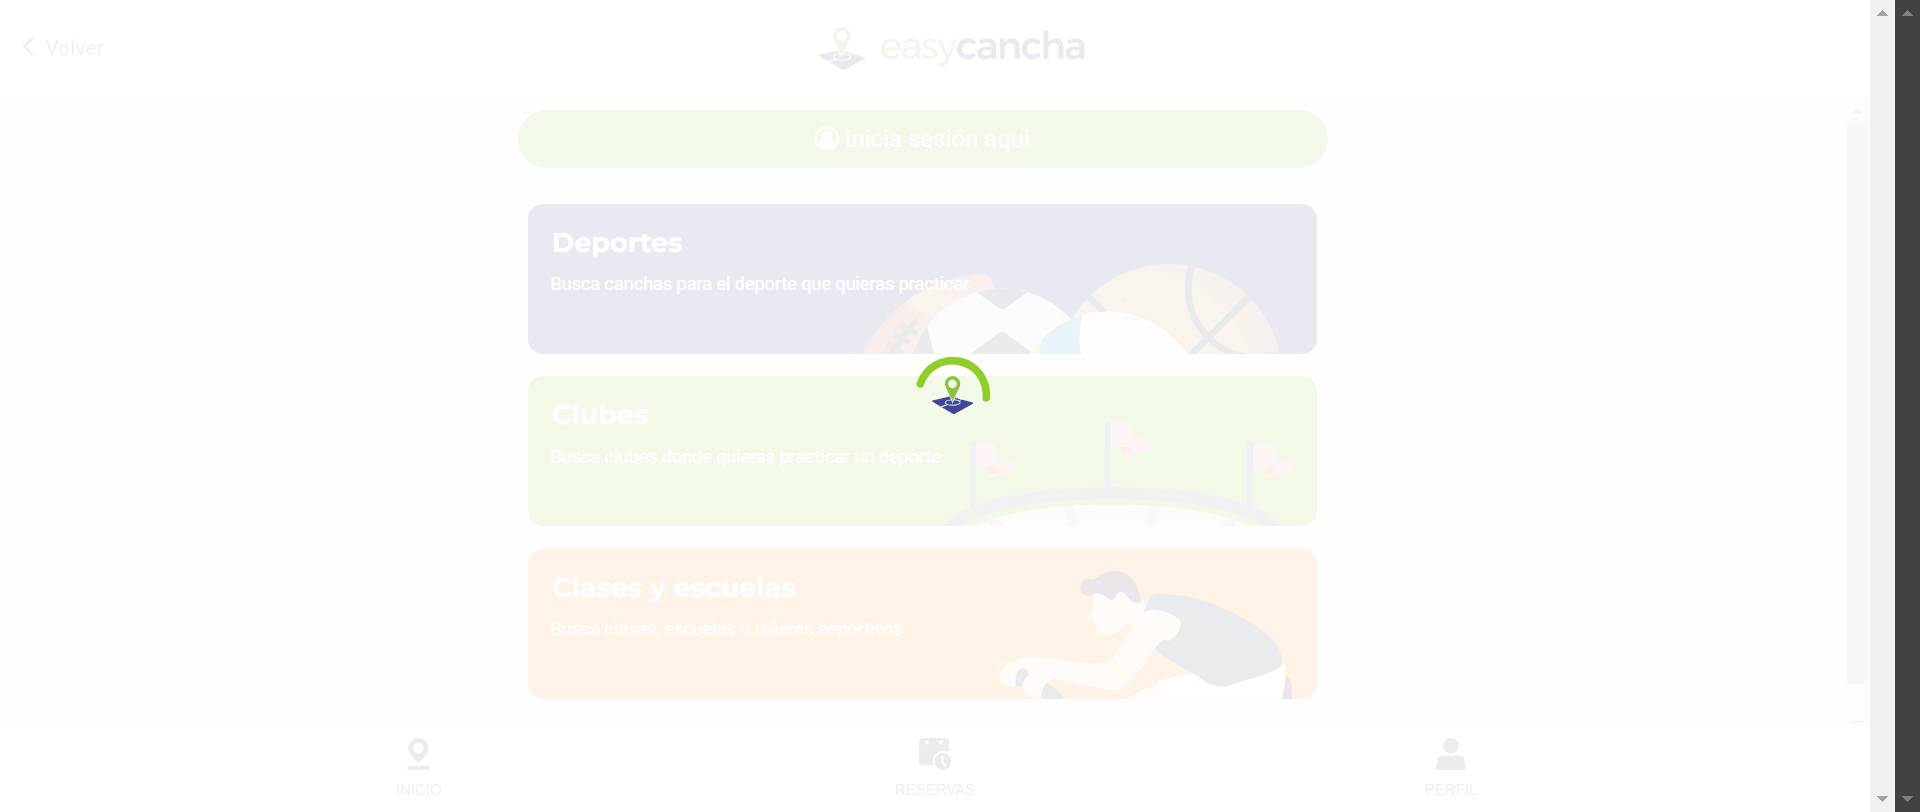 Volver
easycancha
Inicia sesión aquí
Deportes
Busca canchas para el deporte que quieras practicar
Clubes
Busca clubes donde quieras practicar un deporte
Clases y escuelas
Busca clases, escuelas o talleres deportivos
INICIO
RESERVAS
PERFIL